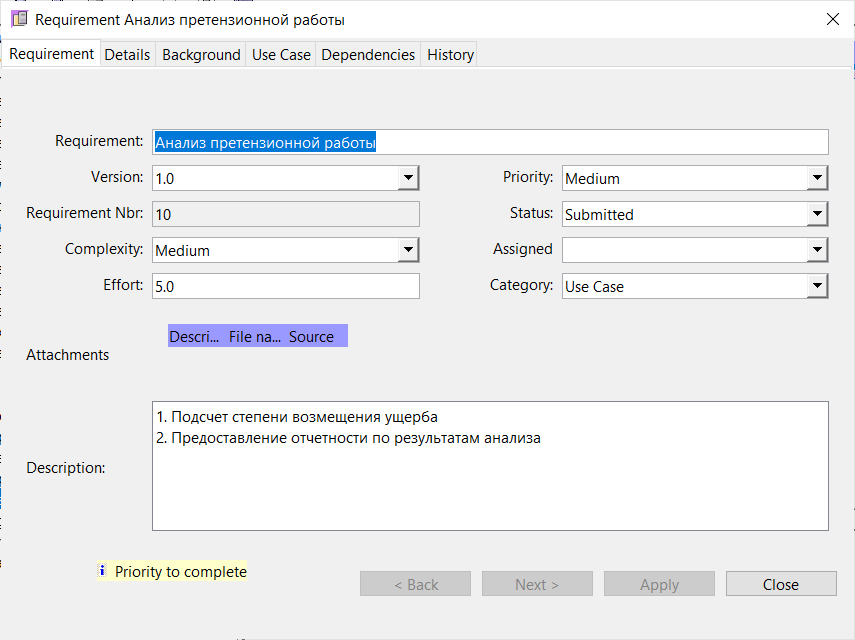 Requirement Анализ претензионной работы
Requirement Details Background Use Case Dependencies History
Requirement: Анализ претензионной работы
Version: 1.0 Priority: Medium
Requirement Nbr: 10 Status: Submitted
Complexity: Medium Assigned
Effort: 5.0 Category: Use Case
Descri... File na... Source
Attachments
1. Подсчет степени возмещения ущерба
2. Предоставление отчетности по результатам анализа
Description:
Priority to complete
< Back Next > Apply Close